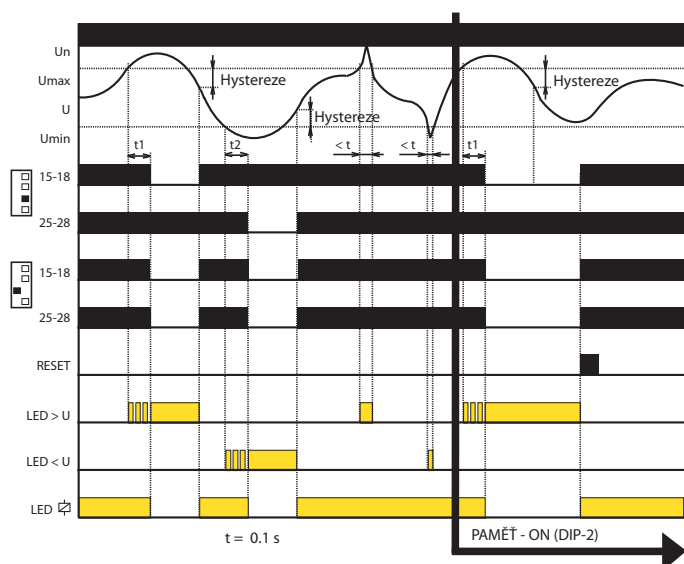 Un
Umax
Hystereze
Hystereze
U
Hystereze
Umin
t1
t2
< t
< t
t1
15-18
25-28
15-18
25-28
RESET
LED > U
LED < U
LED
t = 0.1 s
PAMĚŤ - ON (DIP-2)